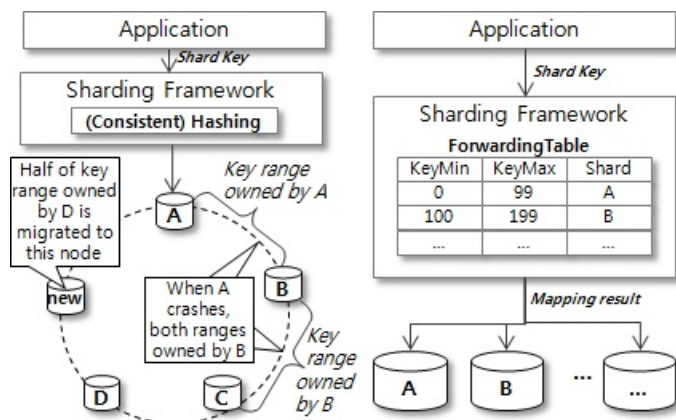 Application
Shard Key
Sharding Framework
(Consistent) Hashing
Half of key
range owned
by D is
migrated to
this node
Key range
owned by A
A
B
new
When A
crashes,
both ranges
owned by B
Key
range
owned
by B
D
C
Application
Shard Key
Sharding Framework
ForwardingTable
KeyMin KeyMax Shard
0 99 A
100 199 B
... ... ...
Mapping result
A B ... ...